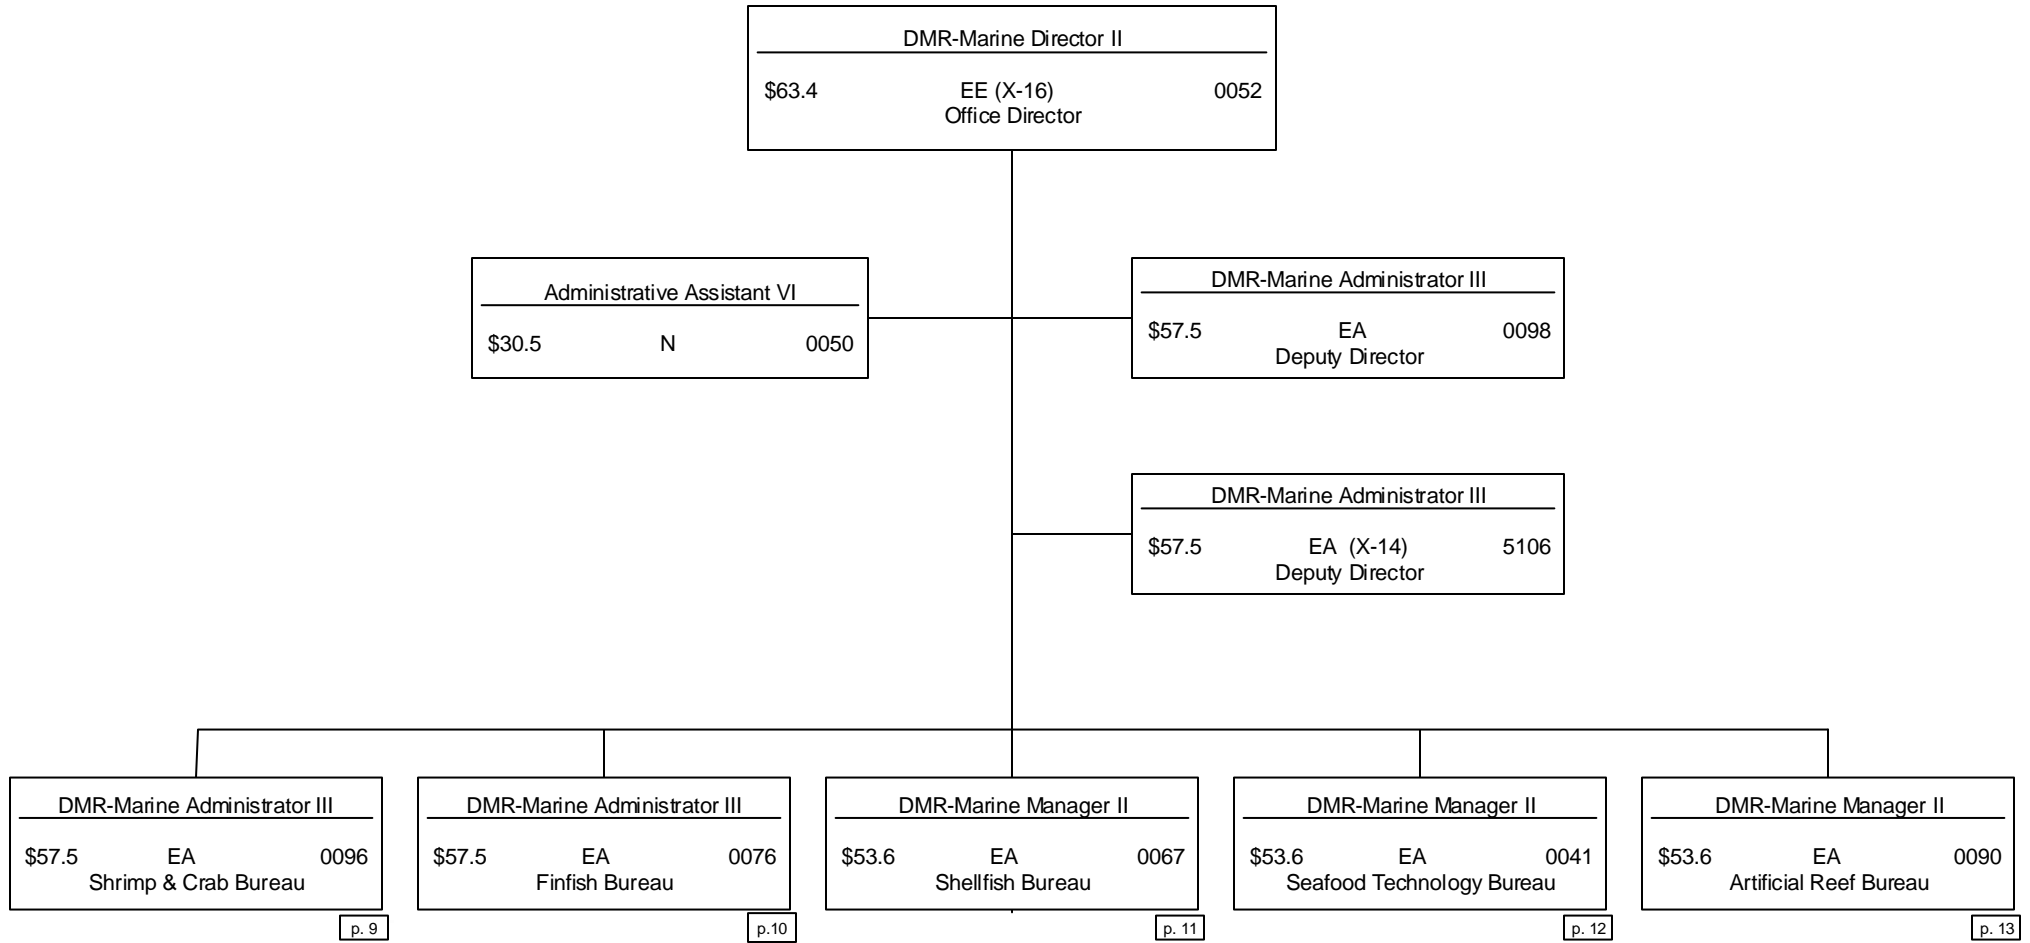 DMR-Marine Director II
$63.4 EE (X-16) 0052
Office Director
Administrative Assistant VI
$30.5 N 0050
DMR-Marine Administrator III
$57.5 EA 0098
Deputy Director
DMR-Marine Administrator III
$57.5 EA (X-14) 5106
Deputy Director
DMR-Marine Administrator III
$57.5 EA 0096
Shrimp & Crab Bureau
p. 9
DMR-Marine Administrator III
$57.5 EA 0076
Finfish Bureau
p.10
DMR-Marine Manager II
$53.6 EA 0067
Shellfish Bureau
p. 11
DMR-Marine Manager II
$53.6 EA 0041
Seafood Technology Bureau
p. 12
DMR-Marine Manager II
$53.6 EA 0090
Artificial Reef Bureau
p. 13